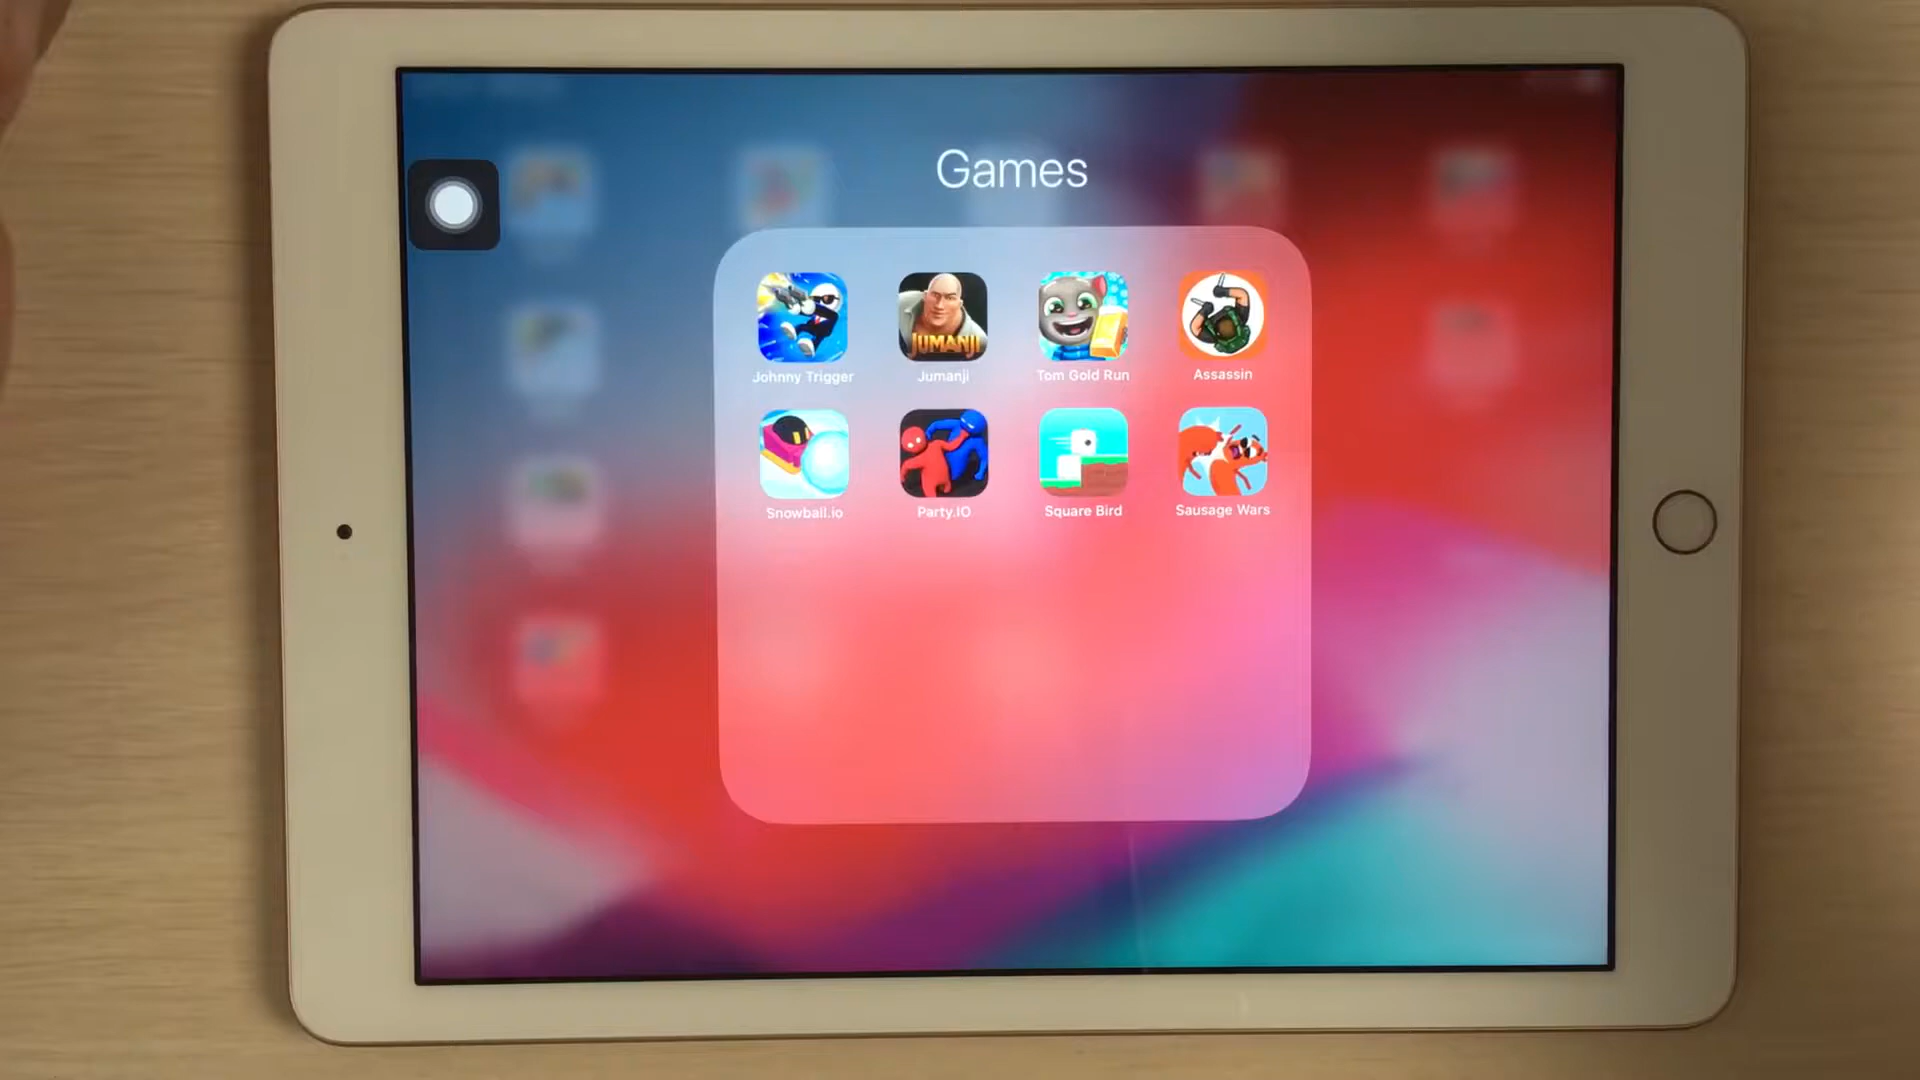 Games
JUMANJI
Johnny Trigger
Jumanji
Tom Gold Run
Assassin
Snowball.io
Party.IO
Square Bird
Sausage Wars